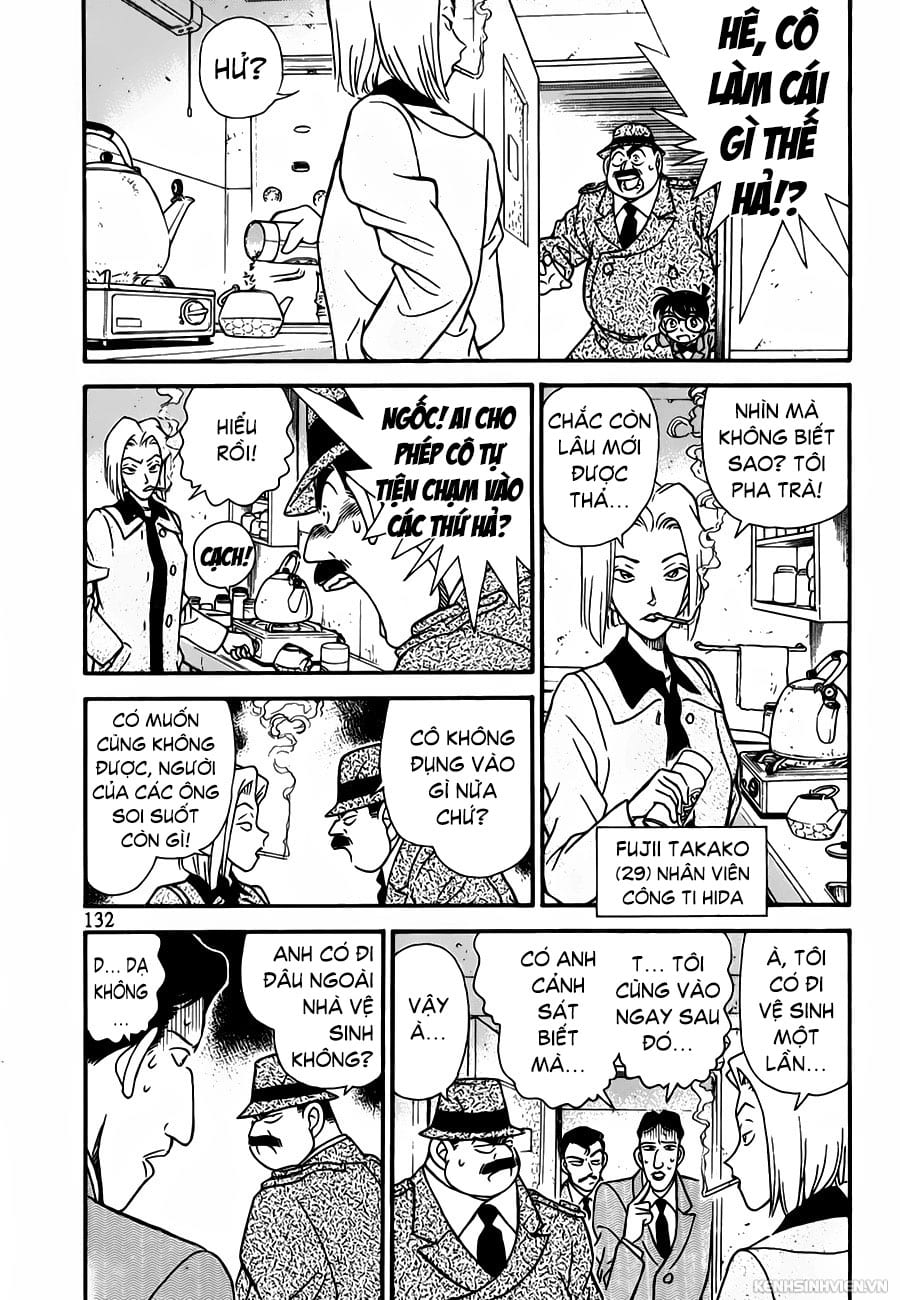 HÊ, CÔ
LÀM CÁI
GÌ THẾ
HẢ!?
HỬ?
NHÌN MÀ
KHÔNG BIẾT
SAO? TÔI
PHA TRÀ!
CHẮC CÒN
LÂU MỚI
ĐƯỢC
THẢ...
FUJII TAKAKO
(29) NHÂN VIÊN
CÔNG TI HIDA
NGỐC! AI CHO
PHÉP CÔ TỰ
TIỆN CHẠM VÀO
CÁC THỨ HẢ?
HIỂU
RỒI!
CẠCH!
CÔ KHÔNG
ĐỤNG VÀO
GÌ NỮA
CHỨ?
CÓ MUỐN
CŨNG KHÔNG
ĐƯỢC, NGƯỜI
CỦA CÁC ÔNG
SOI SUỐT
CÒN GÌ!
132
À, TÔI
CÓ ĐI
VỆ SINH
MỘT
LẦN...
T... TÔI
CŨNG VÀO
NGAY SAU
ĐÓ...
CÓ ANH
CẢNH
SÁT
BIẾT
MÀ...
VẬY
À...
ANH CÓ ĐI
ĐÂU NGOÀI
NHÀ VỆ
SINH
KHÔNG?
D... DẠ
KHÔNG
...
KENHSINHVIEN.VN